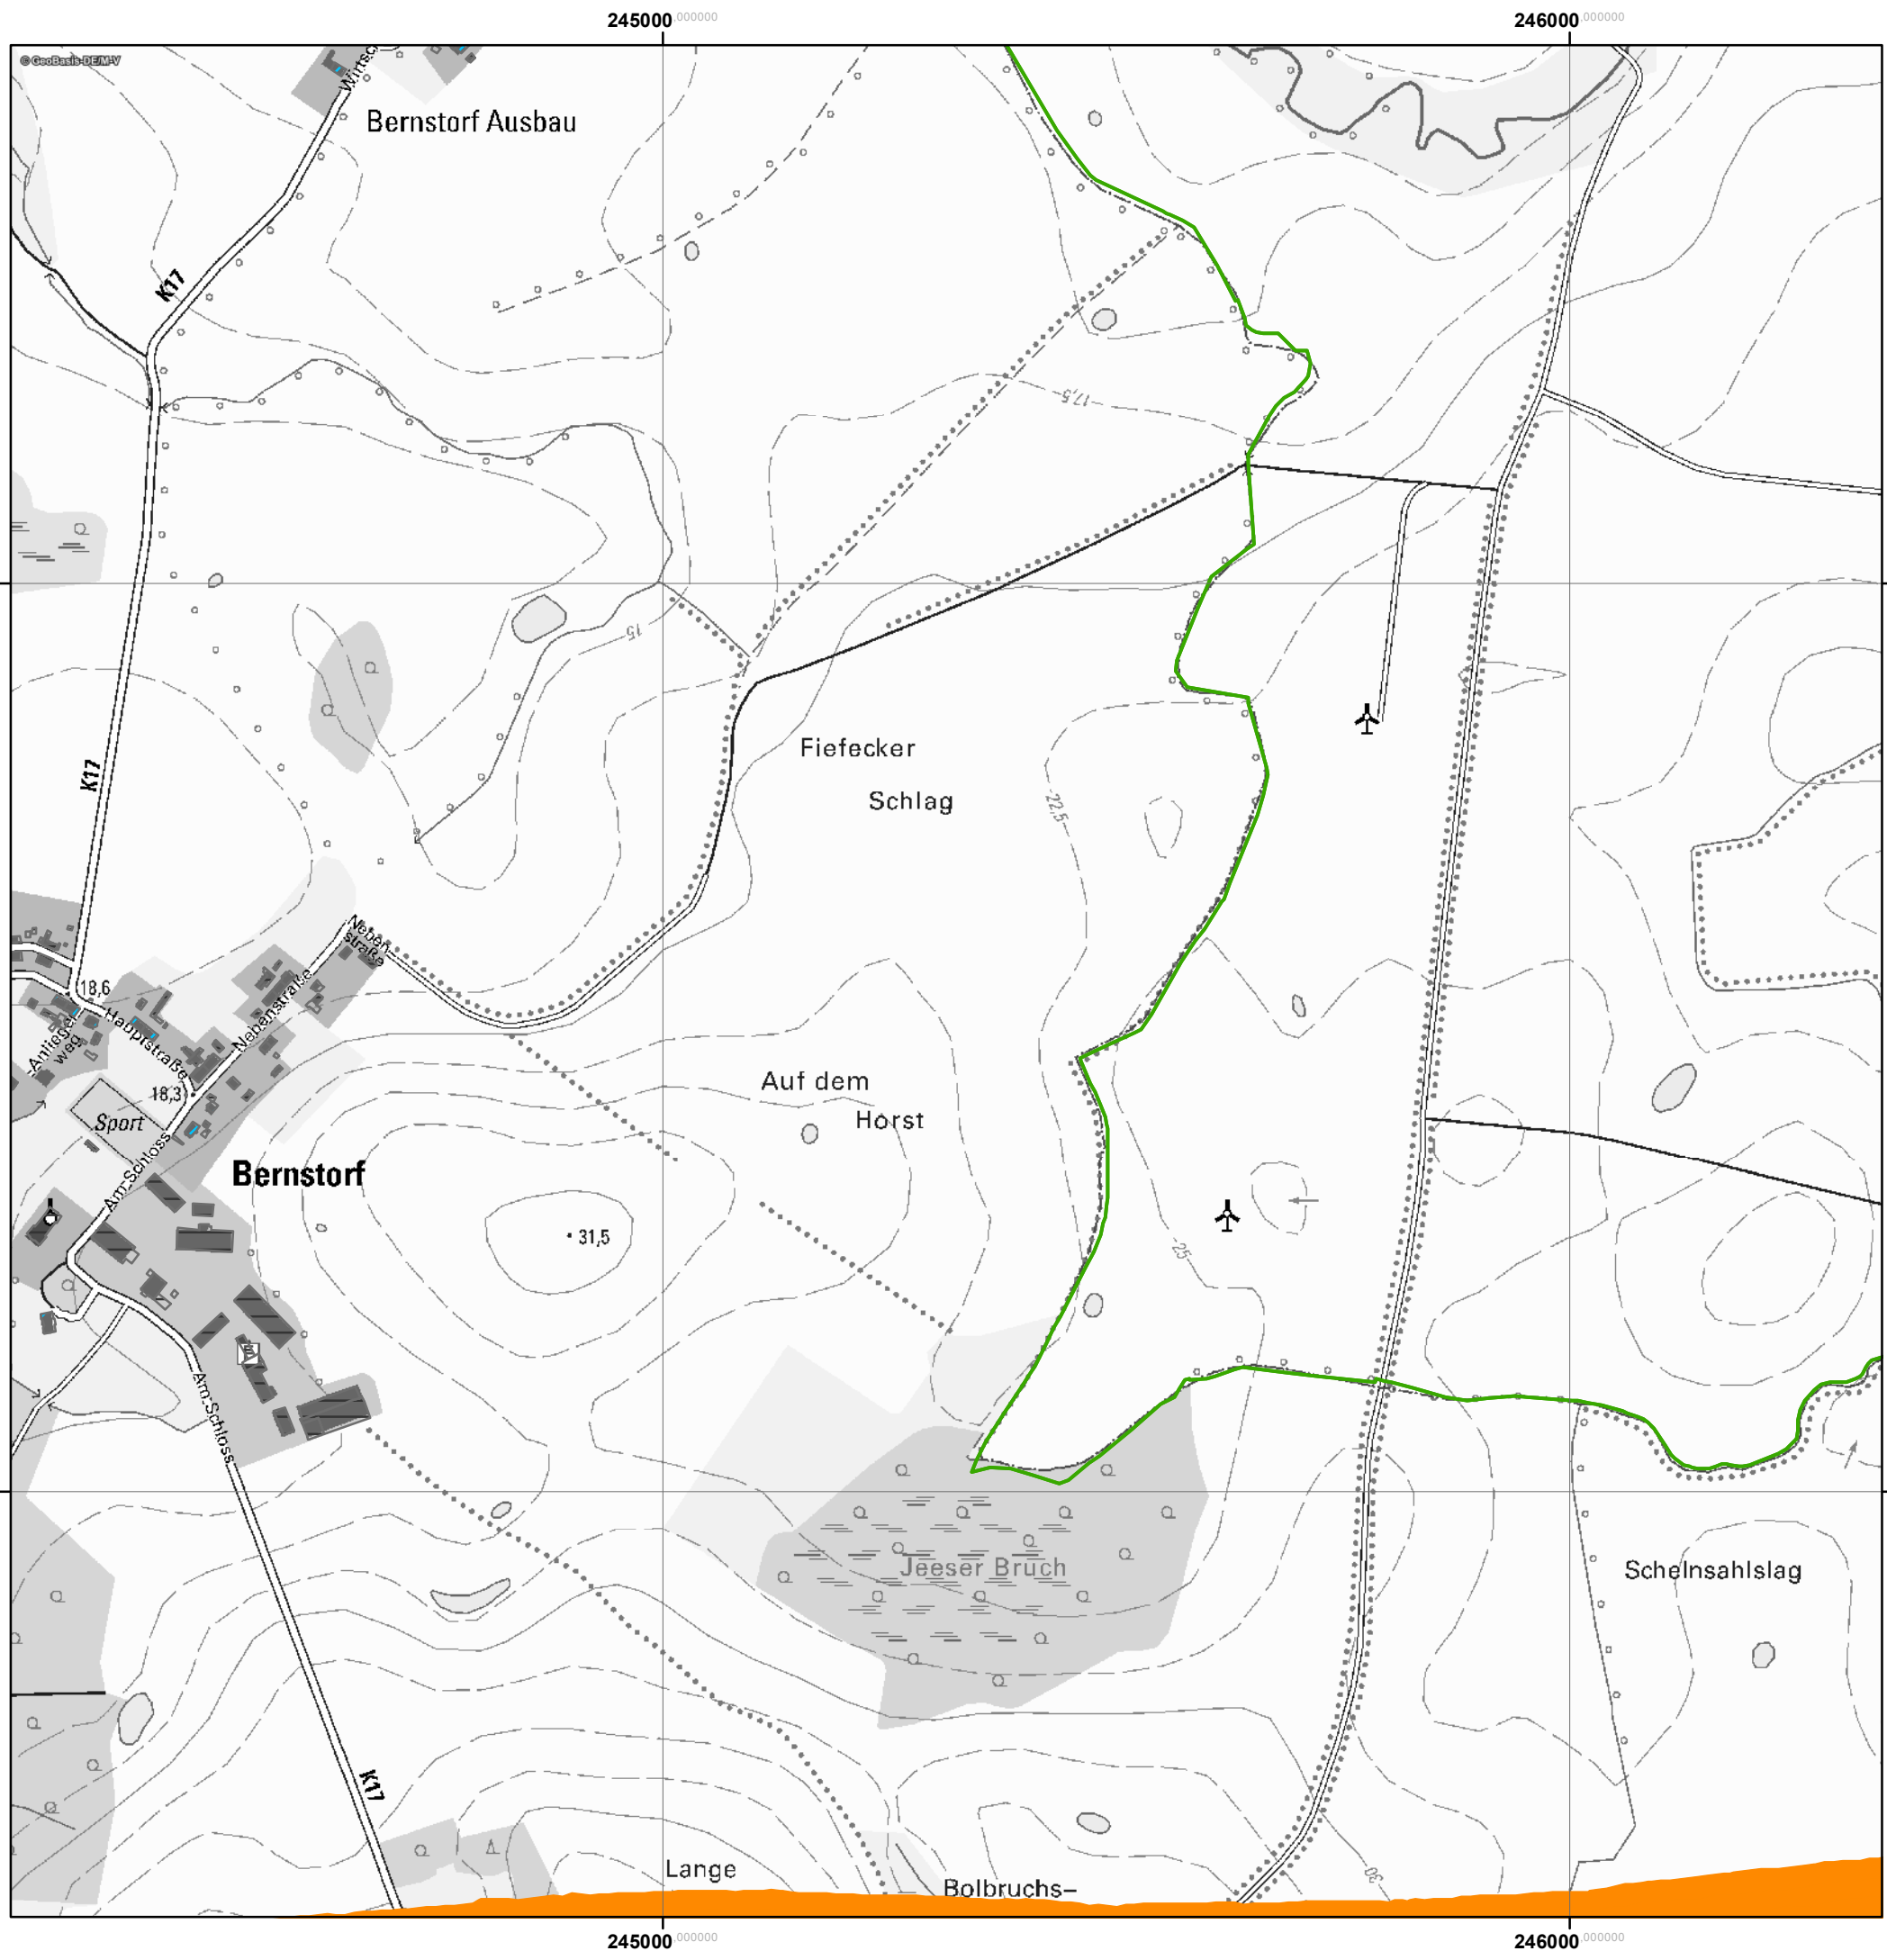 245000.000000
246000.000000
© GeoBasis-DE/M-V
Wirtsc
Bernstorf Ausbau
K17
17,5
15
K17
Fiefecker
Schlag
22,5
Neben
straße
18,6
Hauptstraße
Nebenstraße
Anlieger
weg
18,3
Sport
Am Schloss
Auf dem
Horst
Bernstorf
31,5
25
Am Schloss
Jeeser Bruch
Schelnsahlslag
K17
Lange
Bolbruchs–
30
245000.000000
246000.000000